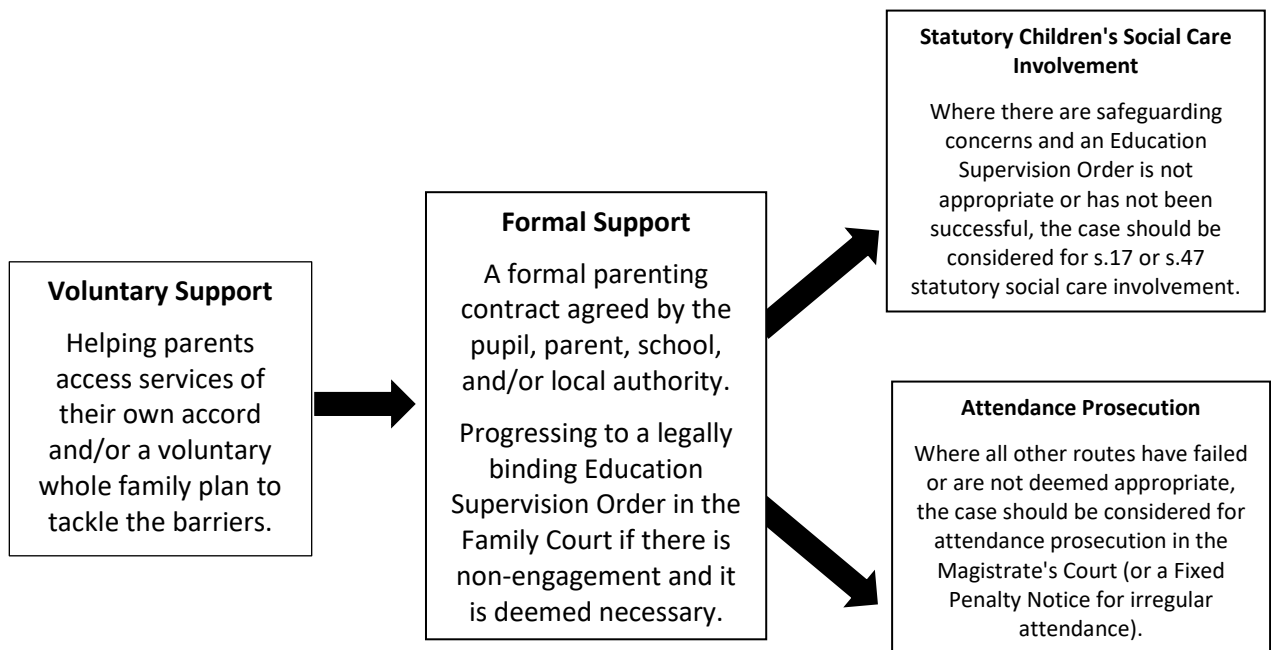 Voluntary Support
Helping parents
access services of
their own accord
and/or a voluntary
whole family plan to
tackle the barriers.
Formal Support
A formal parenting
contract agreed by the
pupil, parent, school,
and/or local authority.
Progressing to a legally
binding Education
Supervision Order in the
Family Court if there is
non-engagement and it
is deemed necessary.
Statutory Children's Social Care
Involvement
Where there are safeguarding
concerns and an Education
Supervision Order is not
appropriate or has not been
successful, the case should be
considered for s.17 or s.47
statutory social care involvement.
Attendance Prosecution
Where all other routes have failed
or are not deemed appropriate,
the case should be considered for
attendance prosecution in the
Magistrate's Court (or a Fixed
Penalty Notice for irregular
attendance).